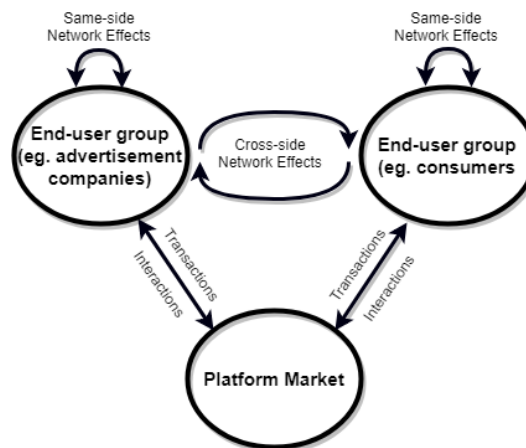 Same-side
Network Effects
Same-side
Network Effects
End-user group
(eg. advertisement
companies)
Cross-side
Network Effects
End-user group
(eg. consumers
Transactions
Interactions
Transactions
Interactions
Platform Market